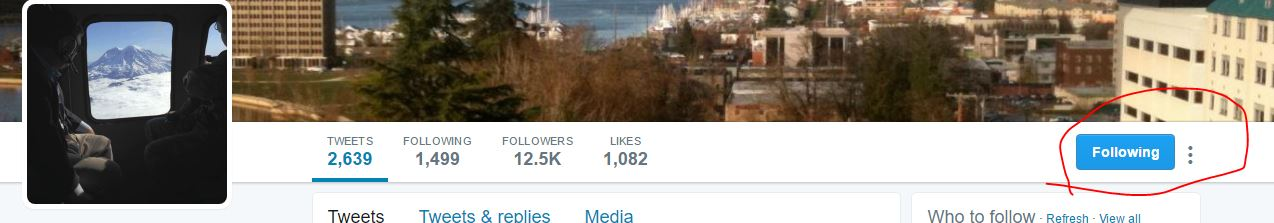 TWEETS FOLLOWING FOLLOWERS LIKES
2,639 1,499 12.5K 1,082
Following
Tweets Tweets & replies Media
Who to follow · Refresh · View all